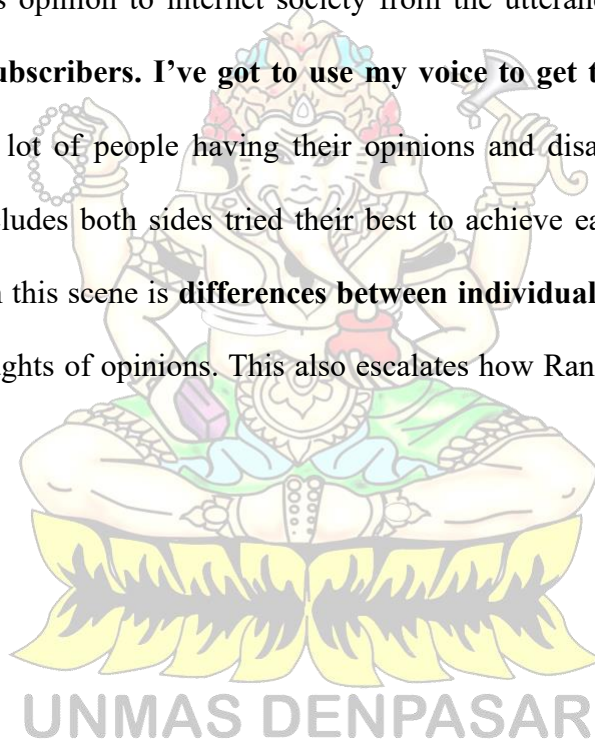 s opinion to internet society from the utteran
ubscribers. I've got to use my voice to get t
lot of people having their opinions and disa
ludes both sides tried their best to achieve ea
this scene is differences between individual
ghts of opinions. This also escalates how Ran
UNMAS DENPASAR